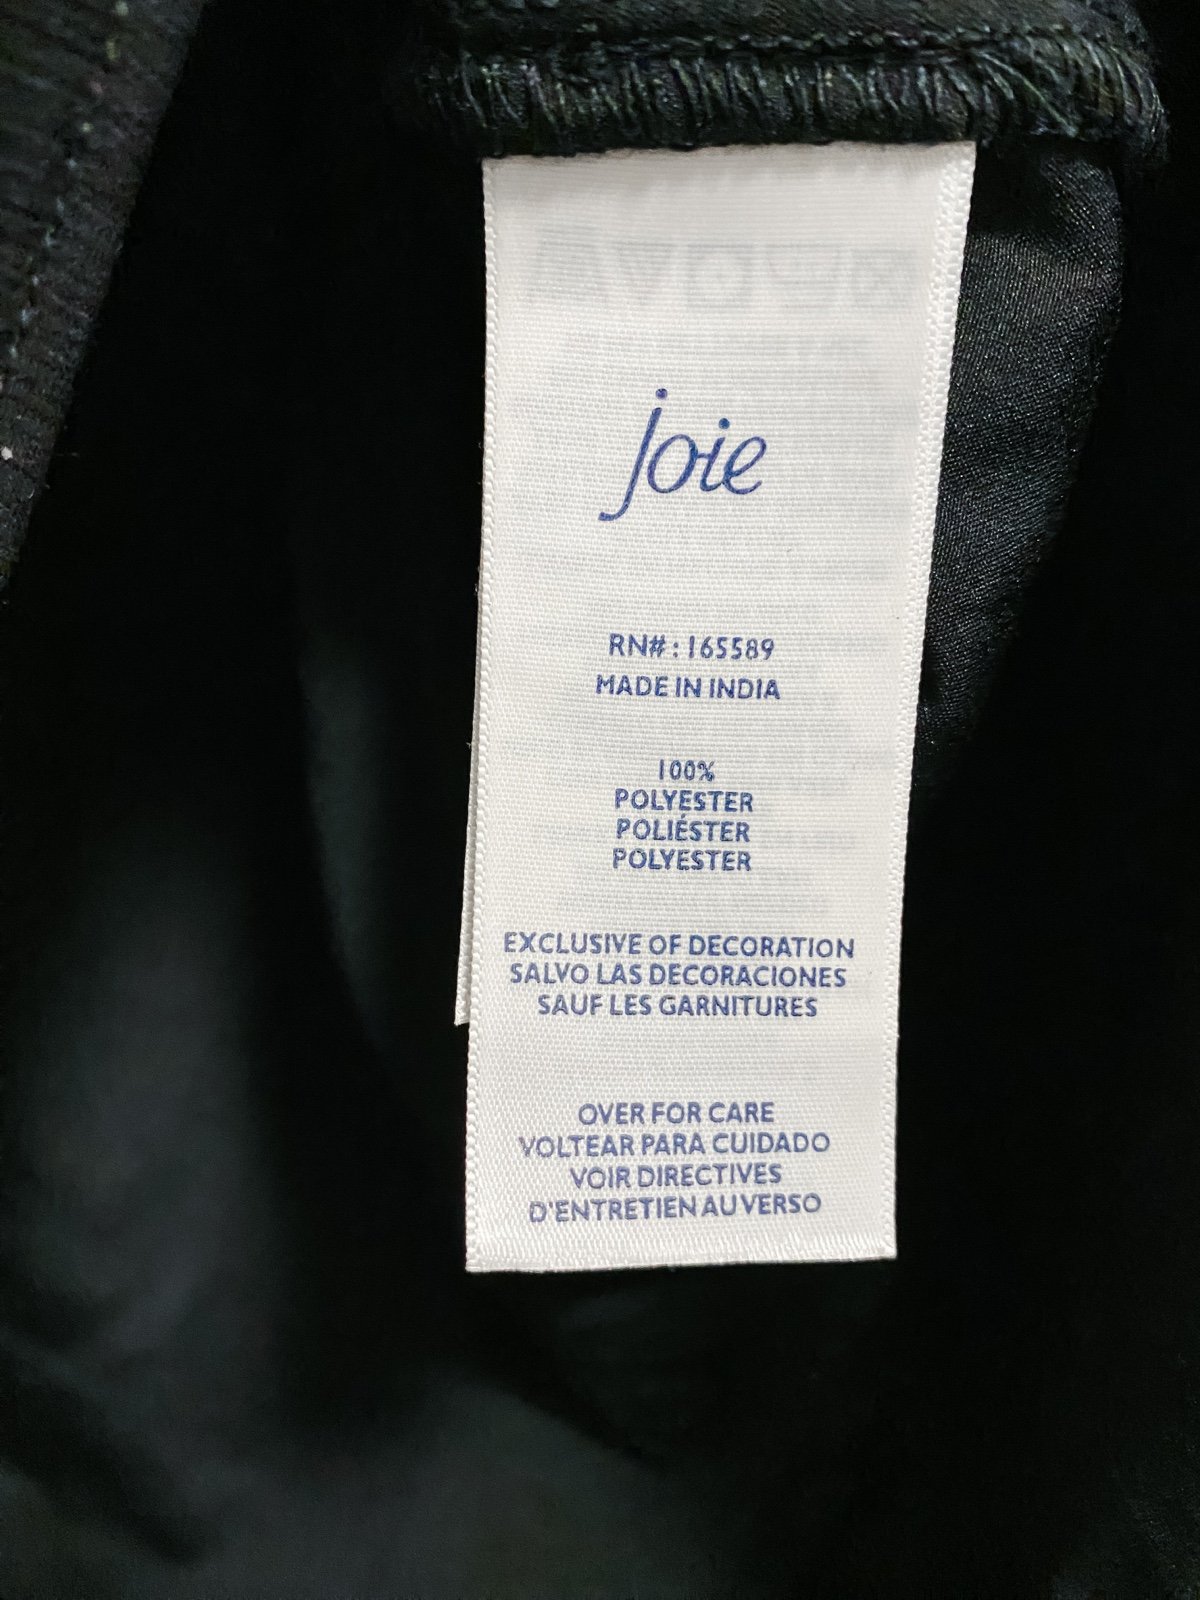 joie
RN# : 165589
MADE IN INDIA
100%
POLYESTER
POLIÉSTER
POLYESTER
EXCLUSIVE OF DECORATION
SALVO LAS DECORACIONES
SAUF LES GARNITURES
OVER FOR CARE
VOLTEAR PARA CUIDADO
VOIR DIRECTIVES
D'ENTRETIEN AU VERSO